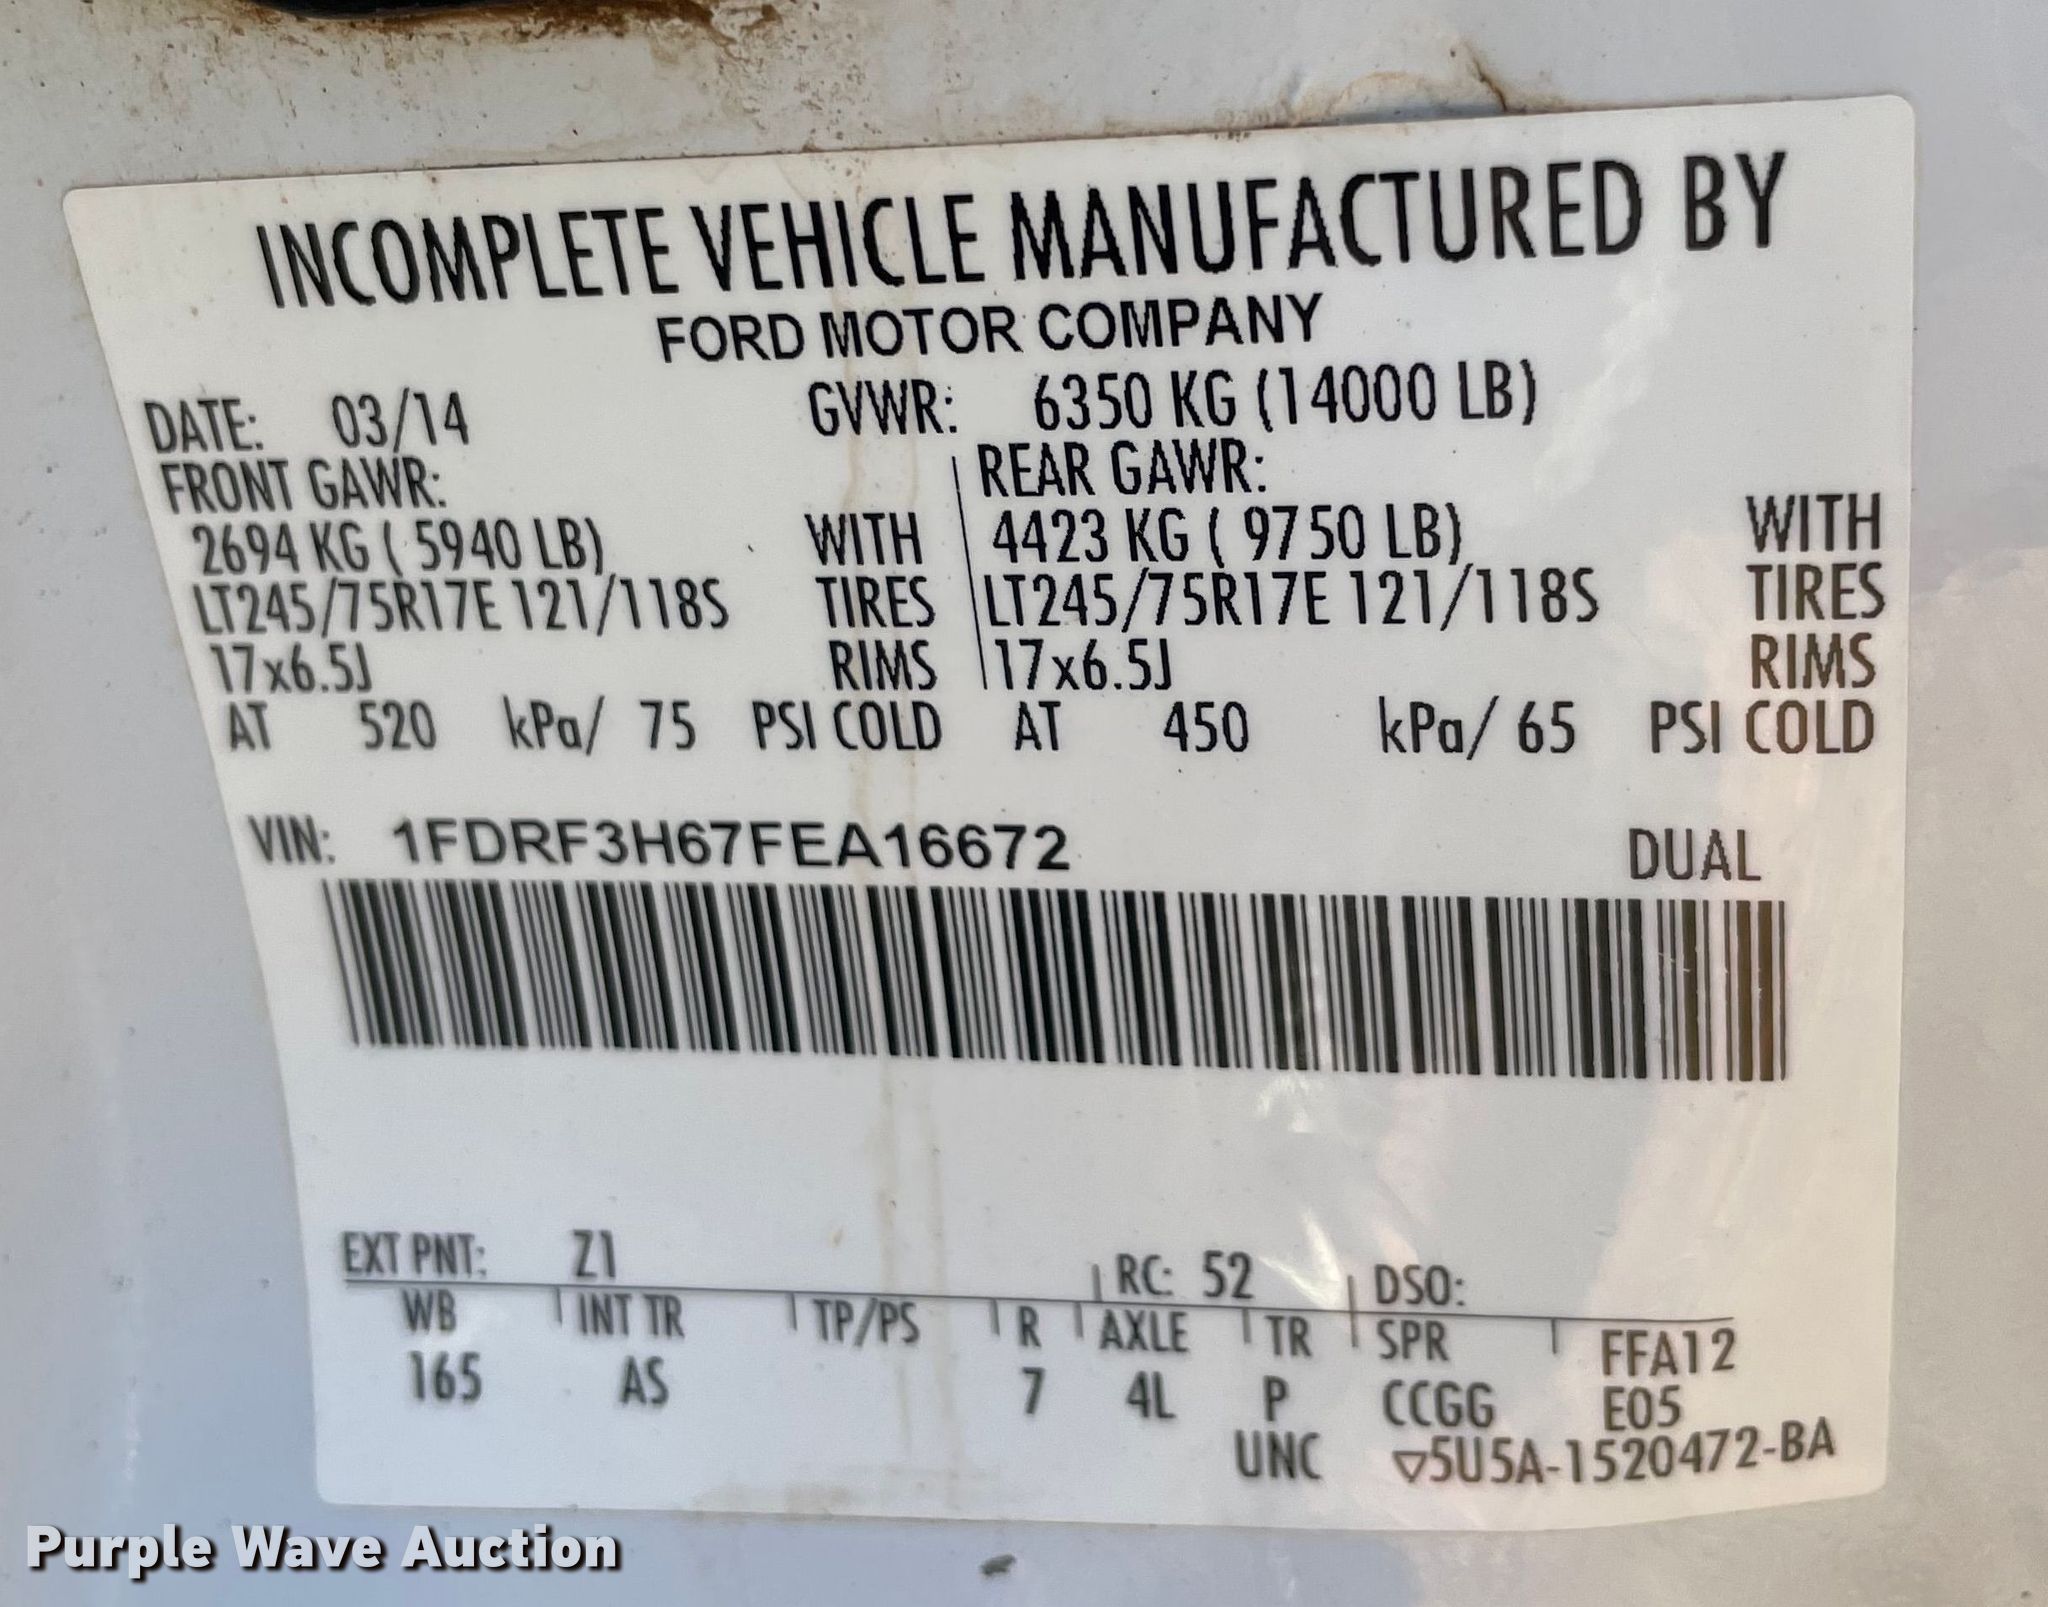 INCOMPLETE VEHICLE MANUFACTURED BY
FORD MOTOR COMPANY
DATE: 03/14 GVWR: 6350 KG (14000 LB)
FRONT GAWR: REAR GAWR:
2694 KG ( 5940 LB) WITH 4423 KG ( 9750 LB) WITH
LT245/75R17E 121/118S TIRES LT245/75R17E 121/118S TIRES
17x6.5J RIMS 17x6.5J RIMS
AT 520 kPa/ 75 PSI COLD AT 450 kPa/ 65 PSI COLD
VIN: 1FDRF3H67FEA16672 DUAL
EXT PNT: Z1 RC: 52 DSO:
WB INT TR TP/PS R AXLE TR SPR FFA12
165 AS 7 4L P CCGG E05
UNC ▽5U5A-1520472-BA
Purple Wave Auction